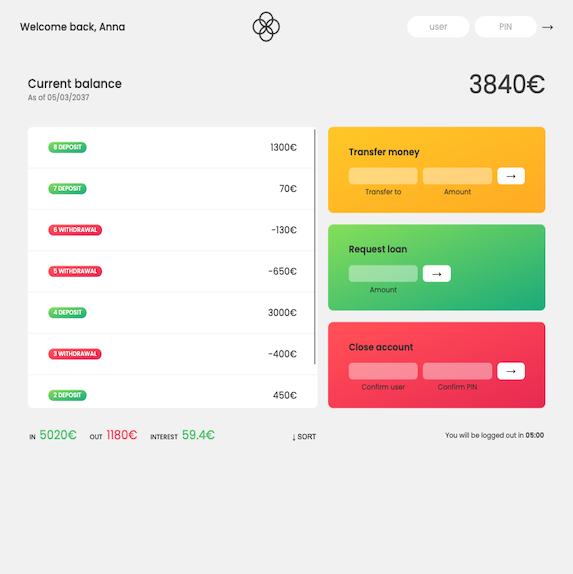 Welcome back, Anna
user
PIN
→
Current balance
As of 05/03/2037
3840€
8 DEPOSIT 1300€
7 DEPOSIT 70€
6 WITHDRAWAL -130€
5 WITHDRAWAL -650€
4 DEPOSIT 3000€
3 WITHDRAWAL -400€
2 DEPOSIT 450€
Transfer money
→
Transfer to Amount
Request loan
→
Amount
Close account
→
Confirm user Confirm PIN
IN 5020€ OUT 1180€ INTEREST 59.4€
↓ SORT
You will be logged out in 05:00